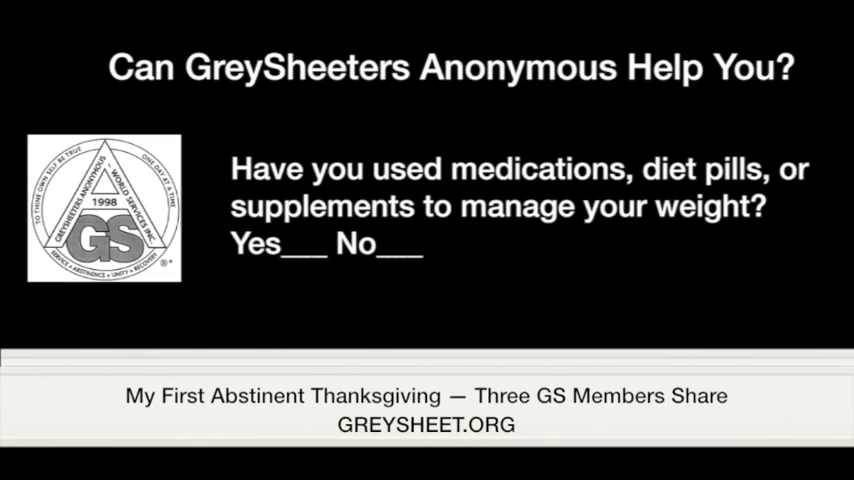 Can GreySheeters Anonymous Help You?
TO THINE OWN SELF BE TRUE
ONE DAY AT A TIME
GREYSHEETERS ANONYMOUS
WORLD SERVICES INC.
1998
GS
SERVICE • ABSTINENCE • UNITY • RECOVERY
®
Have you used medications, diet pills, or
supplements to manage your weight?
Yes___ No___
My First Abstinent Thanksgiving — Three GS Members Share
GREYSHEET.ORG